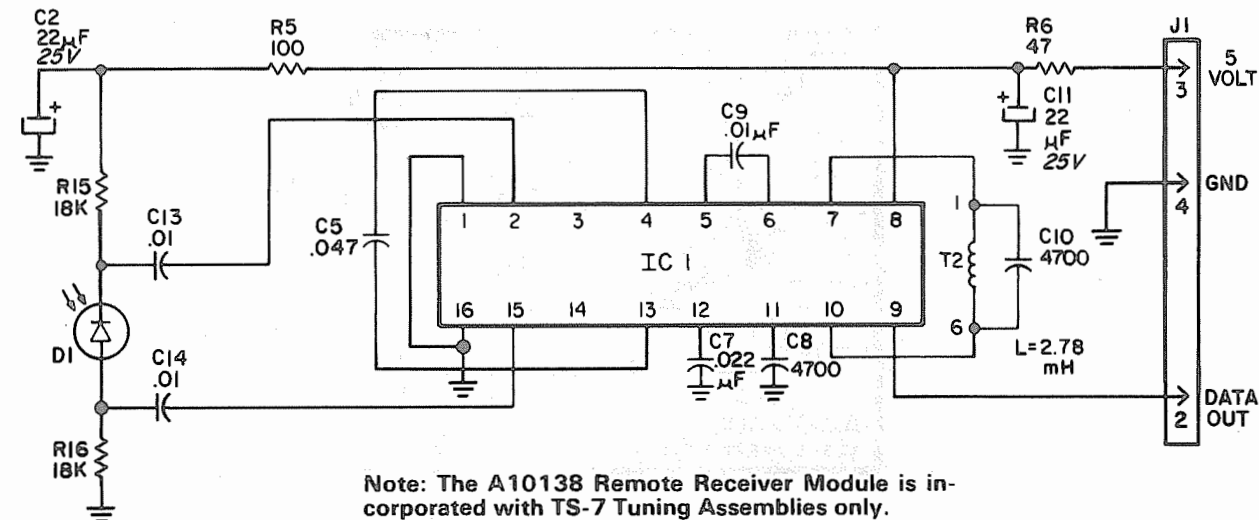 C2
22µF
25V
+
R5
100
R6
47
J1
5
VOLT
3
+
C11
22
µF
25V
C9
.01µF
R15
18K
C13
.01
C5
.047
GND
4
1 2 3 4 5 6 7 8
1
C10
4700
T2
IC 1
16 15 14 13 12 11 10 9
6
D1
C14
.01
C7
.022
µF
C8
4700
L=2.78
mH
DATA
OUT
2
R16
18K
Note: The A10138 Remote Receiver Module is in-
corporated with TS-7 Tuning Assemblies only.